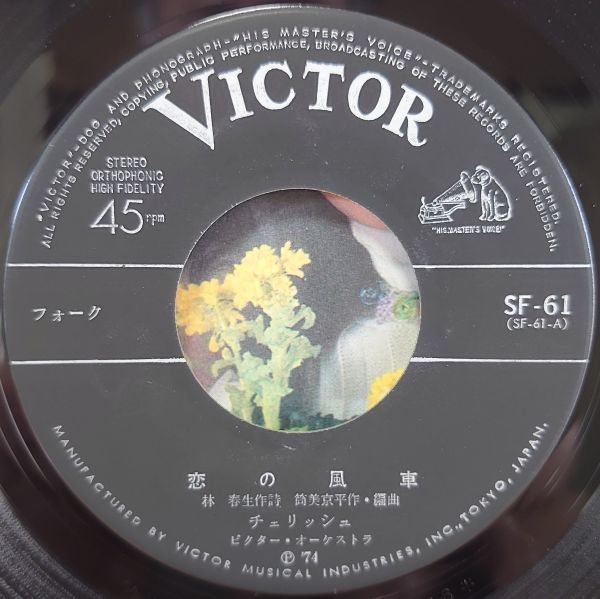 "VICTOR"-DOG AND PHONOGRAPH-"HIS MASTER'S VOICE"-TRADEMARKS REGISTERED.
ALL RIGHTS RESERVED, COPYING, PUBLIC PERFORMANCE, BROADCASTING OF THESE RECORDS ARE FORBIDDEN.
VICTOR
STEREO
ORTHOPHONIC
HIGH FIDELITY
45 rpm
"HIS MASTER'S VOICE"
フォーク
SF-61
(SF-61-A)
恋の風車
林 春生作詩 筒美京平作・編曲
チェリッシュ
ビクター・オーケストラ
Ⓟ '74
MANUFACTURED BY VICTOR MUSICAL INDUSTRIES, INC., TOKYO, JAPAN.